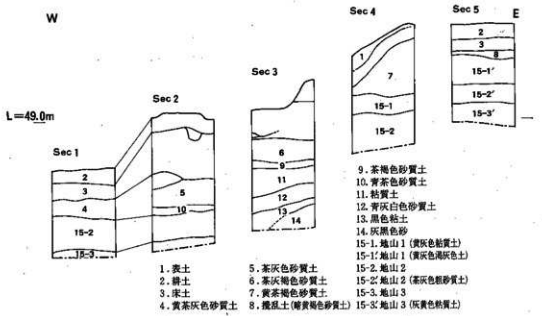 W
E
Sec 4
Sec 5
Sec 3
Sec 2
Sec 1
L=49.0m
2
3
4
15-2
15-3
5
10
6
9
11
12
13
14
1
7
15-1
15-2
2
3
8
15-1′
15-2′
15-3′
1.表土
2.耕土
3.床土
4.黄茶灰色砂質土
5.茶灰色砂質土
6.茶灰褐色砂質土
7.黄茶褐色砂質土
8.攪乱土(暗黄褐色砂質土)
9.茶褐色砂質土
10.青茶色砂質土
11.粘質土
12.青灰白色砂質土
13.黒色粘土
14.灰黒色砂
15-1.地山1(黄灰色粘質土)
15-1′.地山1(黄灰色濁灰色土)
15-2.地山2
15-2′.地山2(茶灰色粗砂質土)
15-3.地山3
15-3′.地山3(灰黄色粘質土)